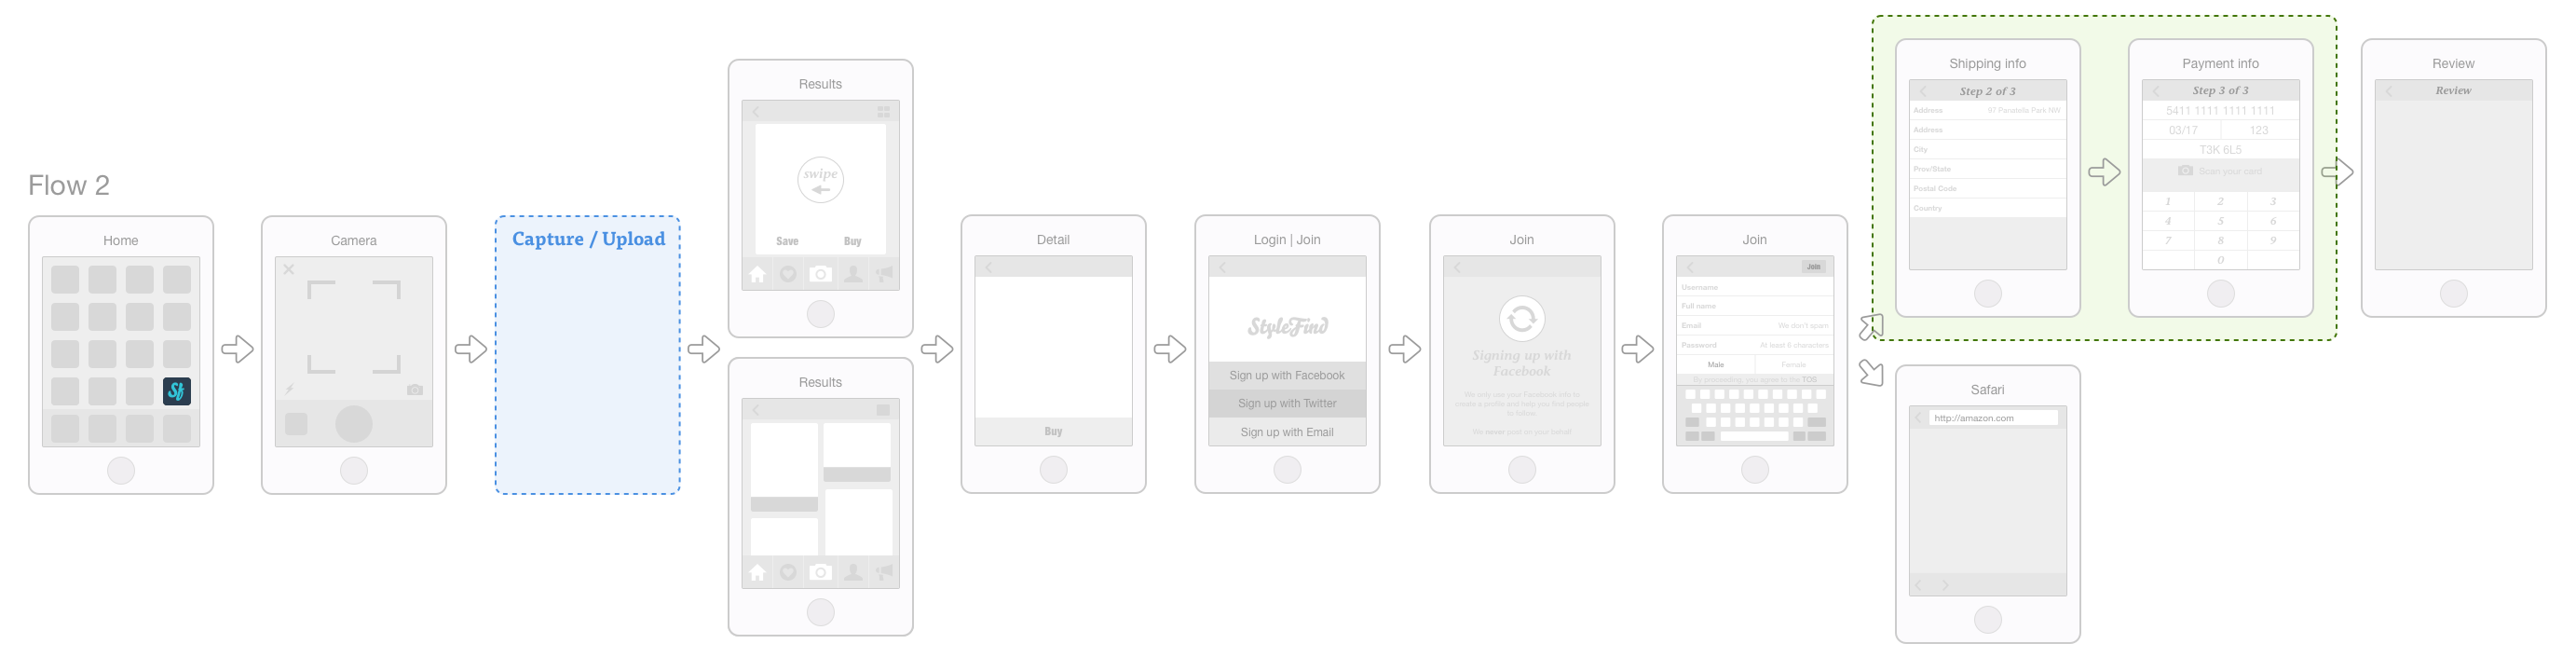 Flow 2
Home
Sf
Camera
Capture / Upload
Results
swipe
Save
Buy
Results
Detail
Buy
Login | Join
StyleFind
Sign up with Facebook
Sign up with Twitter
Sign up with Email
Join
Signing up with
Facebook
We only use your Facebook info to
create a profile and help you find people
to follow.
We never post on your behalf!
Join
Join
Username
Full name
Email We don't spam
Password At least 6 characters
Male Female
By proceeding, you agree to the TOS
Shipping info
Step 2 of 3
Address 97 Panatella Park NW
Address
City
Prov/State
Postal Code
Country
Payment info
Step 3 of 3
5411 1111 1111 1111
03/17 123
T3K 6L5
Scan your card
1 2 3
4 5 6
7 8 9
0
Review
Review
Safari
http://amazon.com